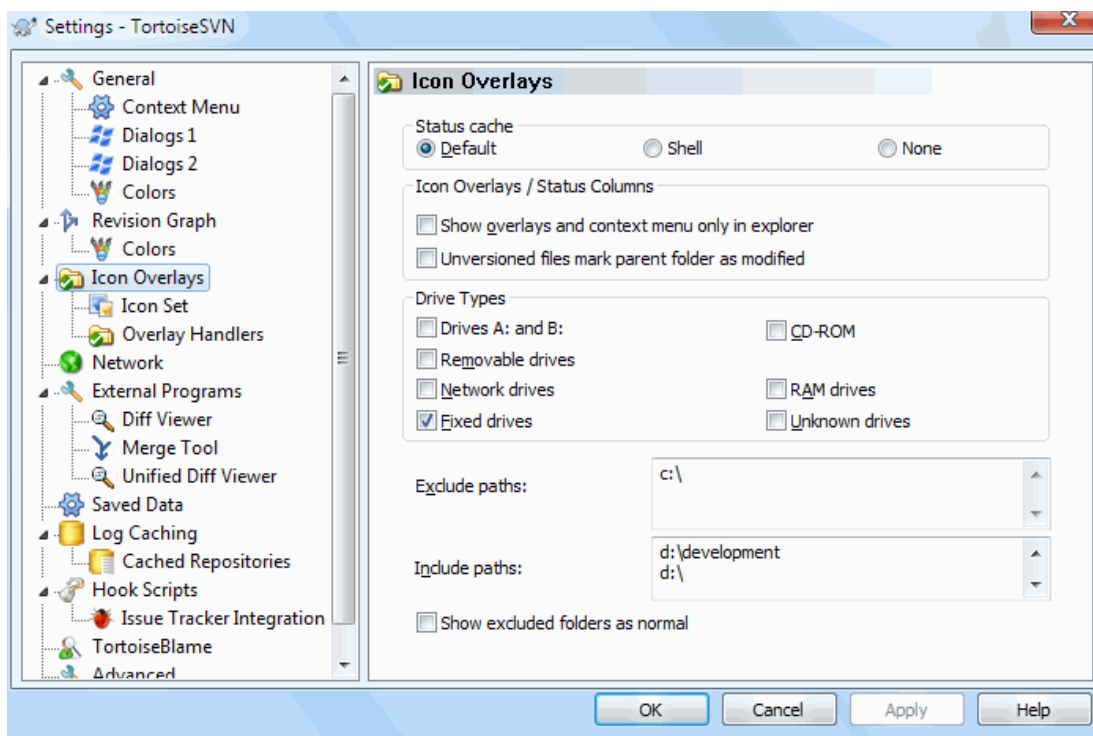 Settings - TortoiseSVN
General
Context Menu
Dialogs 1
Dialogs 2
Colors
Revision Graph
Colors
Icon Overlays
Icon Set
Overlay Handlers
Network
External Programs
Diff Viewer
Merge Tool
Unified Diff Viewer
Saved Data
Log Caching
Cached Repositories
Hook Scripts
Issue Tracker Integration
TortoiseBlame
Advanced
Icon Overlays
Status cache
Default Shell None
Icon Overlays / Status Columns
Show overlays and context menu only in explorer
Unversioned files mark parent folder as modified
Drive Types
Drives A: and B: CD-ROM
Removable drives
Network drives RAM drives
Fixed drives Unknown drives
Exclude paths: c:\
Include paths: d:\development
d:\
Show excluded folders as normal
OK Cancel Apply Help